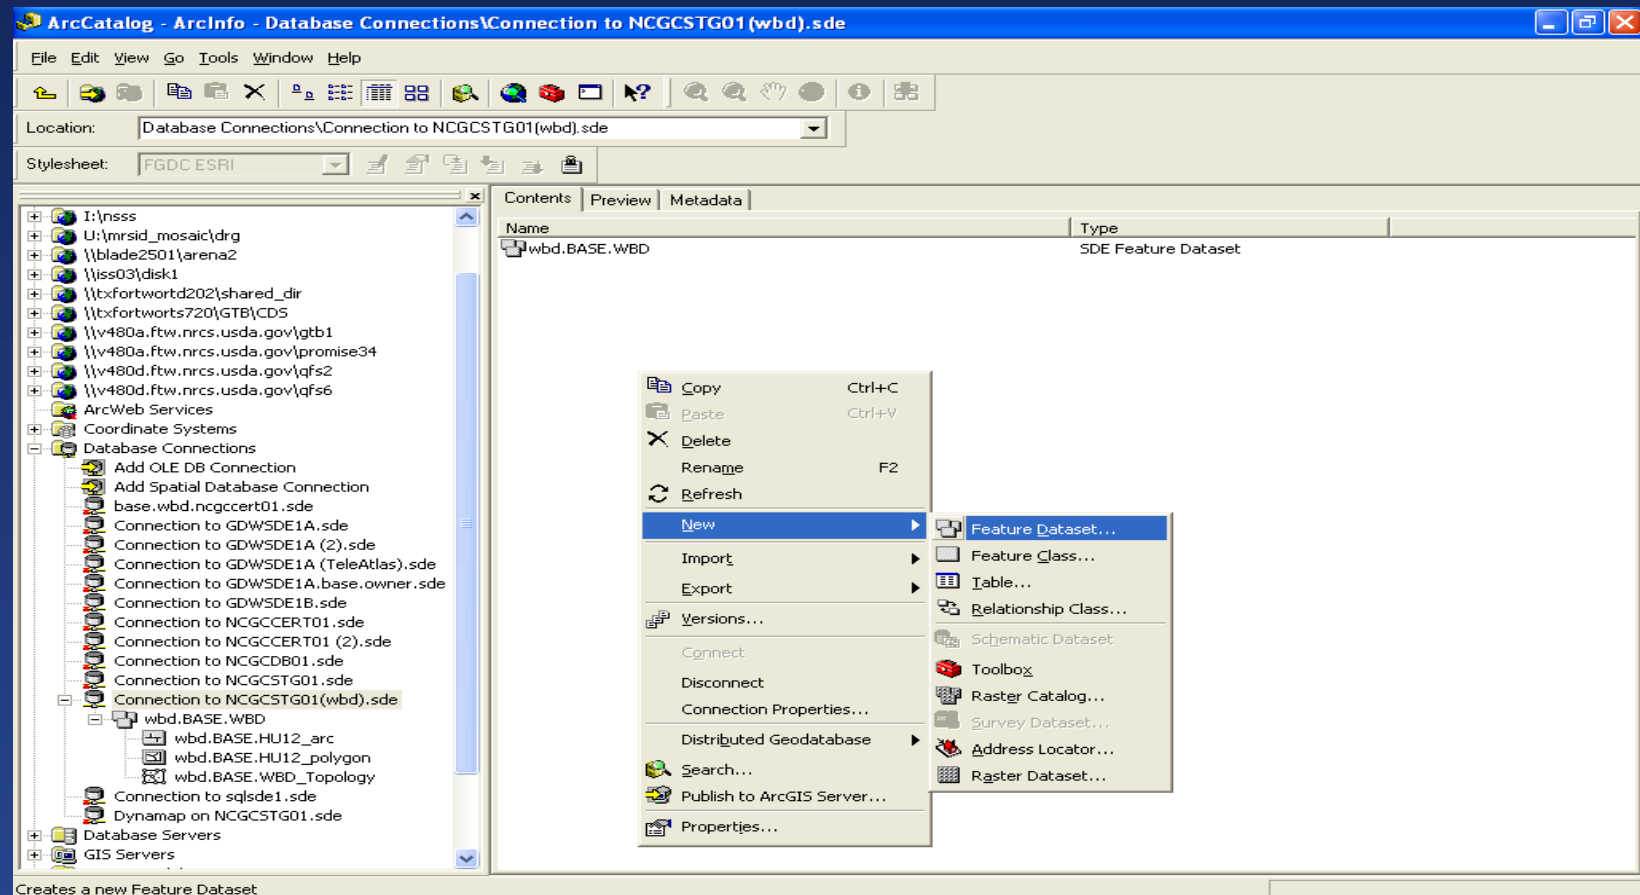 ArcCatalog - ArcInfo - Database Connections\Connection to NCGCSTG01(wbd).sde
File Edit View Go Tools Window Help
Location: Database Connections\Connection to NCGCSTG01(wbd).sde
Stylesheet: FGDC ESRI
I:\nsss
U:\mrsid_mosaic\drg
\\blade2501\arena2
\\iss03\disk1
\\txfortwortd202\shared_dir
\\txfortworts720\GTB\CDS
\\v480a.ftw.nrcs.usda.gov\gtb1
\\v480a.ftw.nrcs.usda.gov\promise34
\\v480d.ftw.nrcs.usda.gov\qfs2
\\v480d.ftw.nrcs.usda.gov\qfs6
ArcWeb Services
Coordinate Systems
Database Connections
Add OLE DB Connection
Add Spatial Database Connection
base.wbd.ncgccert01.sde
Connection to GDWSDE1A.sde
Connection to GDWSDE1A (2).sde
Connection to GDWSDE1A (TeleAtlas).sde
Connection to GDWSDE1A.base.owner.sde
Connection to GDWSDE1B.sde
Connection to NCGCCERT01.sde
Connection to NCGCCERT01 (2).sde
Connection to NCGCDB01.sde
Connection to NCGCSTG01.sde
Connection to NCGCSTG01(wbd).sde
wbd.BASE.WBD
wbd.BASE.HU12_arc
wbd.BASE.HU12_polygon
wbd.BASE.WBD_Topology
Connection to sqlsde1.sde
Dynamap on NCGCSTG01.sde
Database Servers
GIS Servers
Contents Preview Metadata
Name Type
wbd.BASE.WBD SDE Feature Dataset
Copy Ctrl+C
Paste Ctrl+V
Delete
Rename F2
Refresh
New
Import
Export
Versions...
Connect
Disconnect
Connection Properties...
Distributed Geodatabase
Search...
Publish to ArcGIS Server...
Properties...
Feature Dataset...
Feature Class...
Table...
Relationship Class...
Schematic Dataset
Toolbox
Raster Catalog...
Survey Dataset...
Address Locator...
Raster Dataset...
Creates a new Feature Dataset